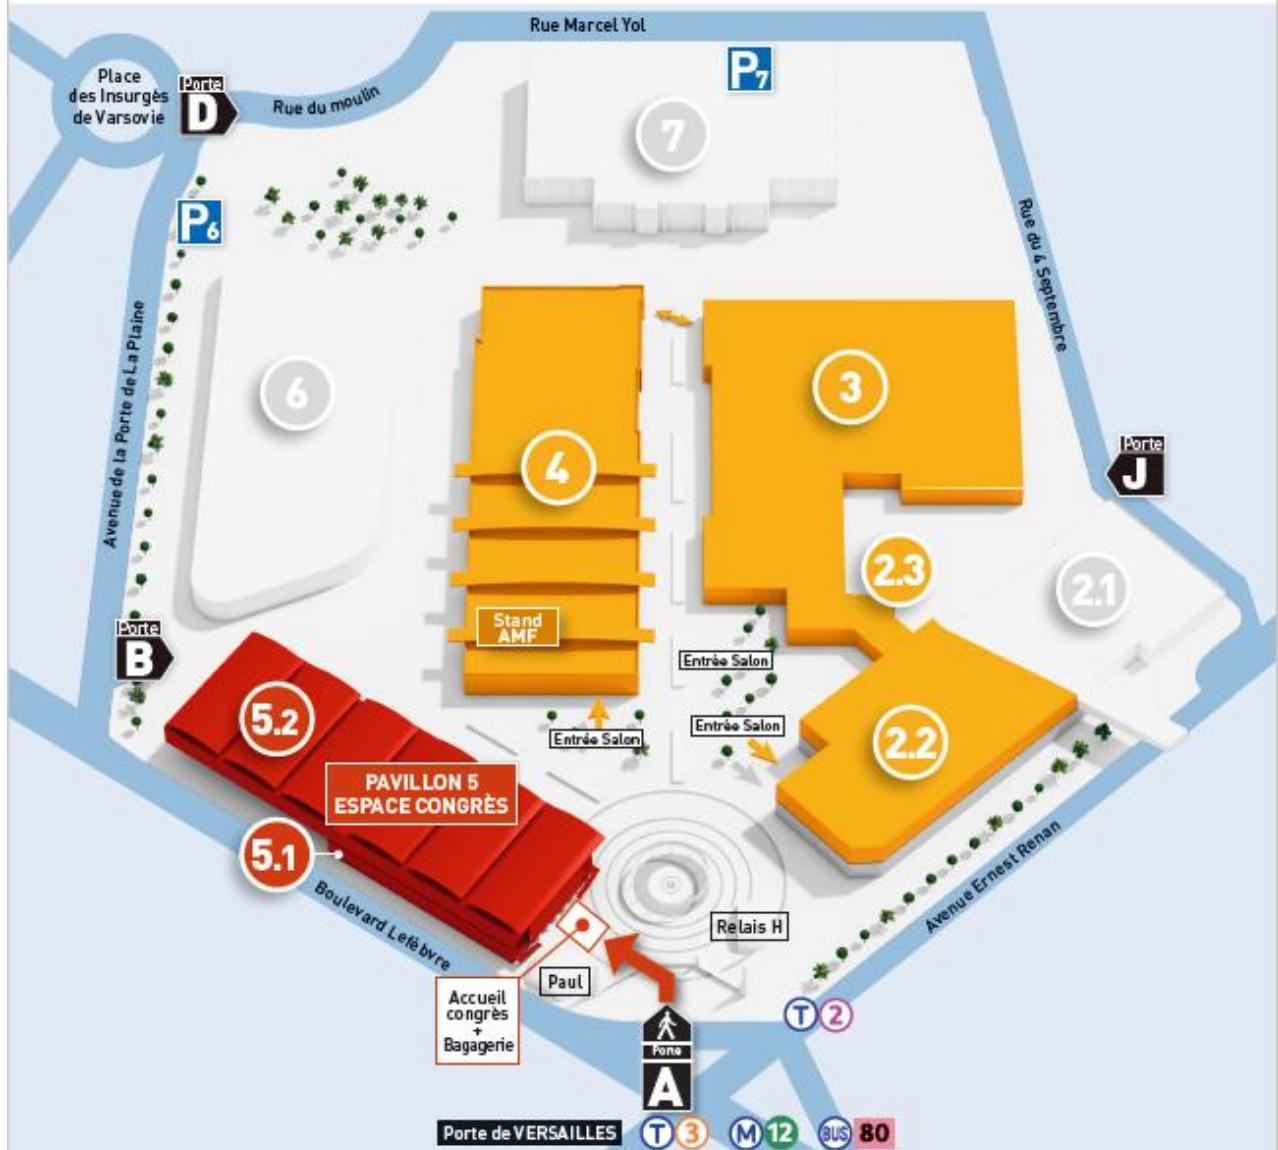 Rue Marcel Yol
Place
des Insurgés
de Varsovie
Porte
D
Rue du moulin
P7
7
P6
Rue du 4 Septembre
Avenue de la Porte de La Plaine
6
4
3
Porte
J
2.3
2.1
Stand
AMF
Porte
B
Entrée Salon
Entrée Salon
Entrée Salon
5.2
2.2
PAVILLON 5
ESPACE CONGRÈS
5.1
Boulevard Lefèbvre
Avenue Ernest Renan
Relais H
Paul
Accueil
congrès
+
Bagagerie
T 2
Porte
A
Porte de VERSAILLES T 3 M 12 BUS 80